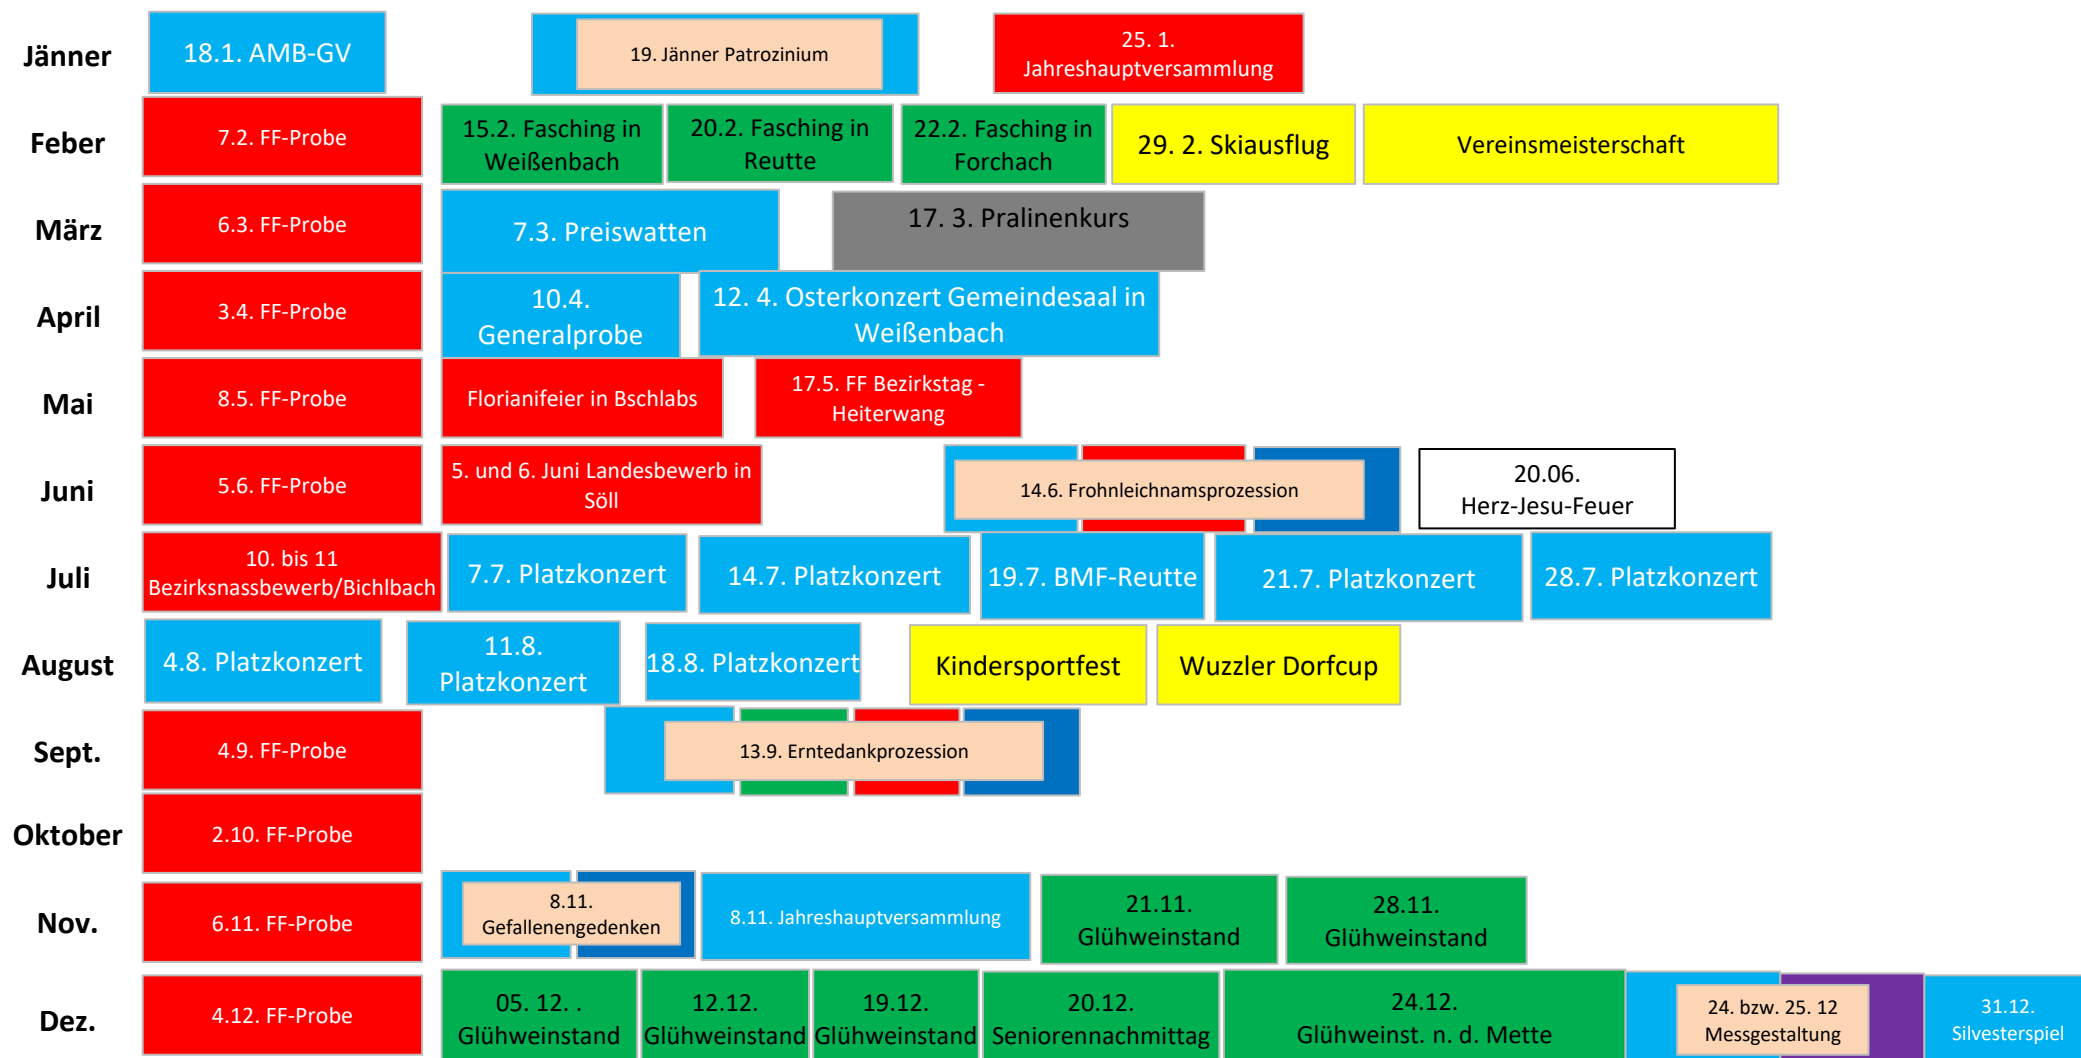 Jänner
18.1. AMB-GV
19. Jänner Patrozinium
25. 1.
Jahreshauptversammlung
Feber
7.2. FF-Probe
15.2. Fasching in
Weißenbach
20.2. Fasching in
Reutte
22.2. Fasching in
Forchach
29. 2. Skiausflug
Vereinsmeisterschaft
März
6.3. FF-Probe
7.3. Preiswatten
17. 3. Pralinenkurs
April
3.4. FF-Probe
10.4.
Generalprobe
12. 4. Osterkonzert Gemeindesaal in
Weißenbach
Mai
8.5. FF-Probe
Florianifeier in Bschlabs
17.5. FF Bezirkstag -
Heiterwang
Juni
5.6. FF-Probe
5. und 6. Juni Landesbewerb in
Söll
14.6. Frohnleichnamsprozession
20.06.
Herz-Jesu-Feuer
Juli
10. bis 11
Bezirksnassbewerb/Bichlbach
7.7. Platzkonzert
14.7. Platzkonzert
19.7. BMF-Reutte
21.7. Platzkonzert
28.7. Platzkonzert
August
4.8. Platzkonzert
11.8.
Platzkonzert
18.8. Platzkonzert
Kindersportfest
Wuzzler Dorfcup
Sept.
4.9. FF-Probe
13.9. Erntedankprozession
Oktober
2.10. FF-Probe
Nov.
6.11. FF-Probe
8.11.
Gefallenengedenken
8.11. Jahreshauptversammlung
21.11.
Glühweinstand
28.11.
Glühweinstand
Dez.
4.12. FF-Probe
05. 12. .
Glühweinstand
12.12.
Glühweinstand
19.12.
Glühweinstand
20.12.
Seniorennachmittag
24.12.
Glühweinst. n. d. Mette
24. bzw. 25. 12
Messgestaltung
31.12.
Silvesterspiel